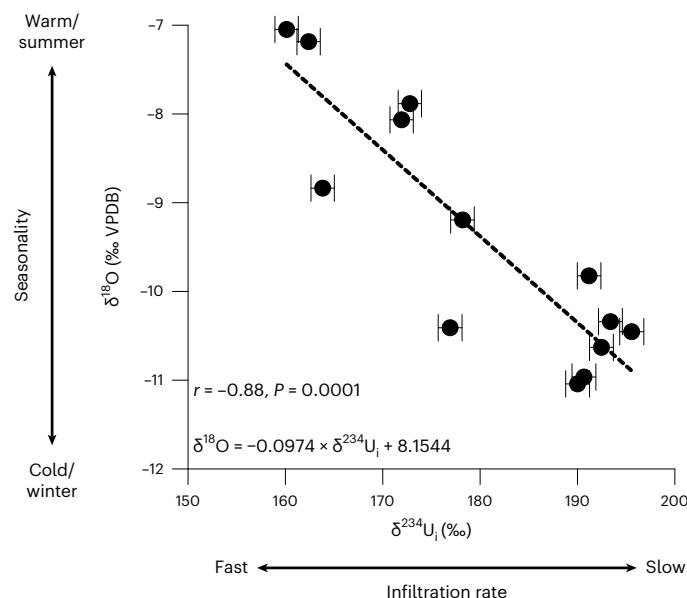 Warm/
summer
Seasonality
Cold/
winter
δ¹⁸O (‰ VPDB)
–7
–8
–9
–10
–11
–12
r = –0.88, P = 0.0001
δ¹⁸O = –0.0974 × δ²³⁴Uᵢ + 8.1544
150 160 170 180 190 200
δ²³⁴Uᵢ (‰)
Fast Slow
Infiltration rate